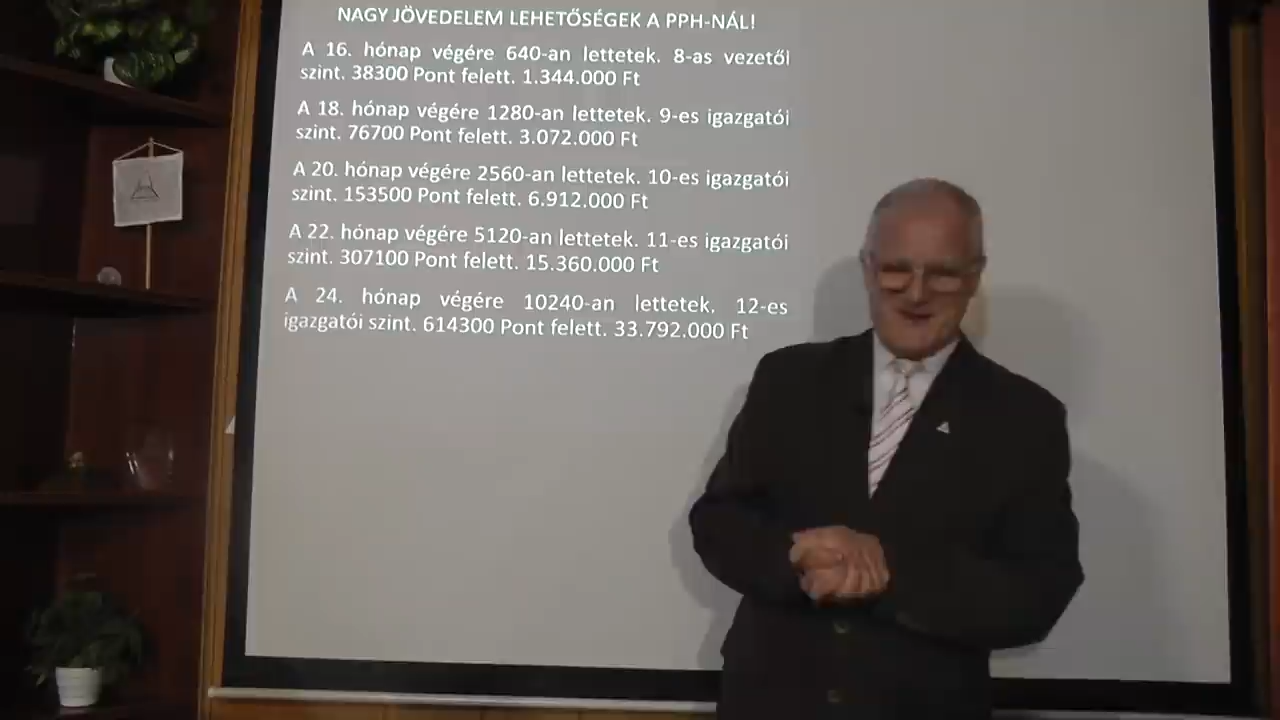 NAGY JÖVEDELEM LEHETŐSÉGEK A PPH-NÁL!
A 16. hónap végére 640-an lettetek. 8-as vezetői
szint. 38300 Pont felett. 1.344.000 Ft
A 18. hónap végére 1280-an lettetek. 9-es igazgatói
szint. 76700 Pont felett. 3.072.000 Ft
A 20. hónap végére 2560-an lettetek. 10-es igazgatói
szint. 153500 Pont felett. 6.912.000 Ft
A 22. hónap végére 5120-an lettetek. 11-es igazgatói
szint. 307100 Pont felett. 15.360.000 Ft
A 24. hónap végére 10240-an lettetek. 12-es
igazgatói szint. 614300 Pont felett. 33.792.000 Ft